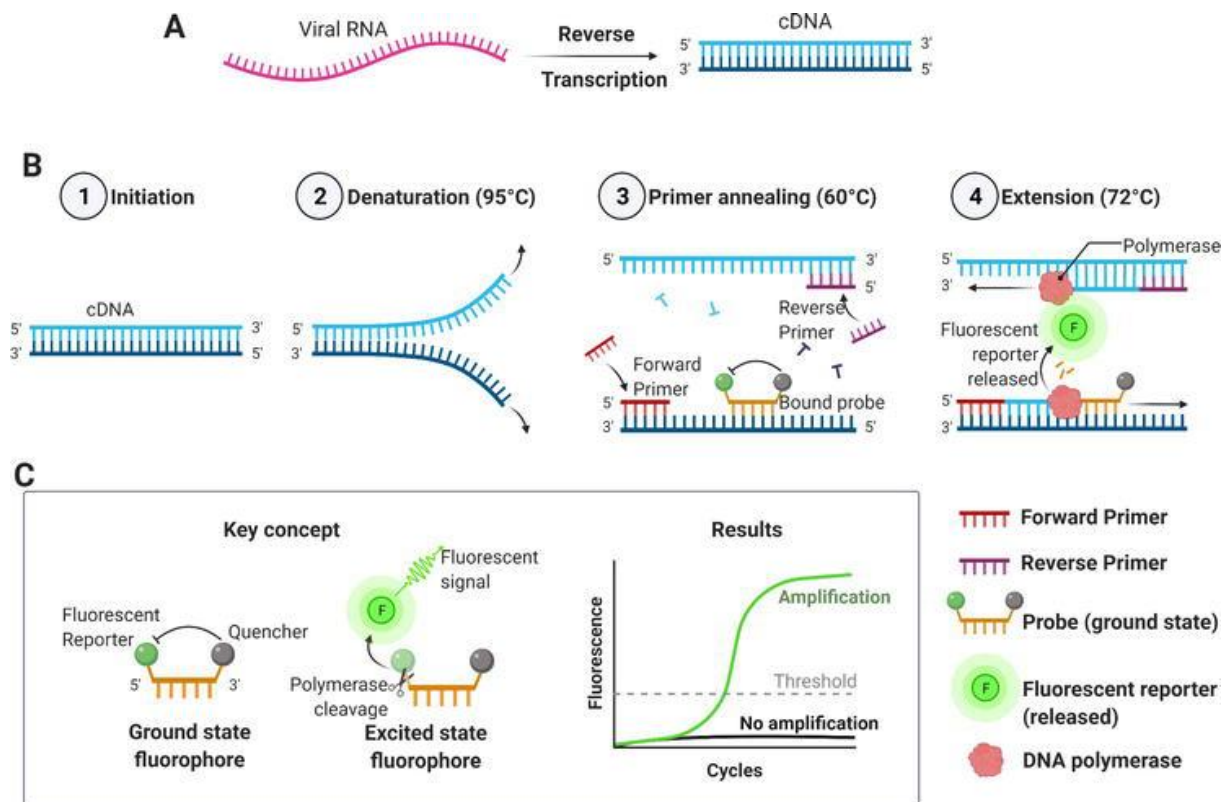 A
Viral RNA
Reverse
Transcription
cDNA
5' 3'
3' 5'
B
1 Initiation
cDNA
5' 3'
3' 5'
2 Denaturation (95°C)
5'
3'
3 Primer annealing (60°C)
5' 3'
5'
Reverse
Primer
Forward
Primer
Bound probe
5'
3' 5'
4 Extension (72°C)
Polymerase
5'
3'
F
Fluorescent
reporter
released
5'
3'
C
Key concept
Fluorescent
Reporter
Quencher
5' 3'
Ground state
fluorophore
Fluorescent
signal
F
Polymerase
cleavage
Excited state
fluorophore
Results
Fluorescence
Amplification
Threshold
No amplification
Cycles
Forward Primer
Reverse Primer
Probe (ground state)
F
Fluorescent reporter
(released)
DNA polymerase